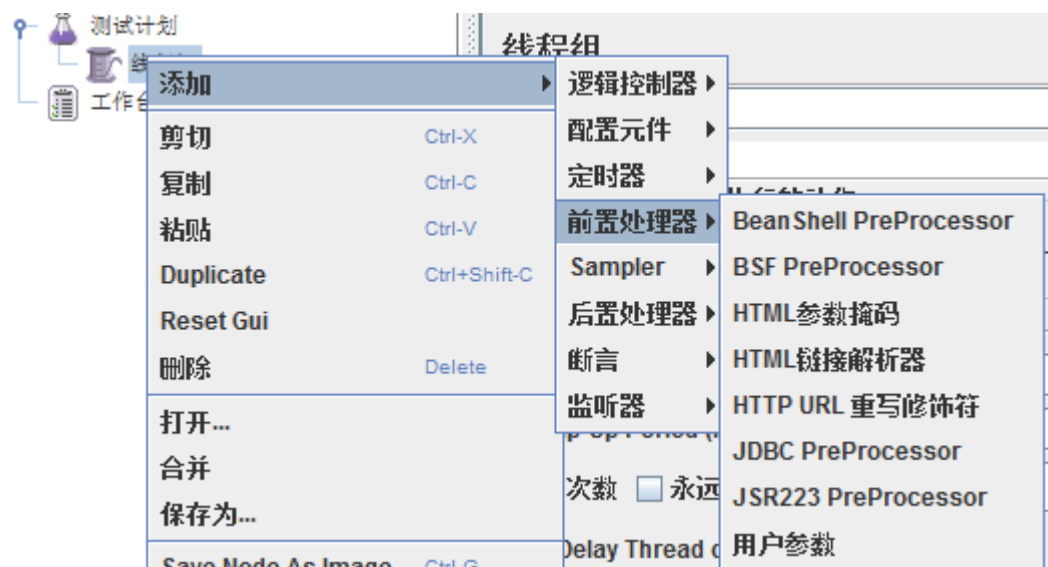 测试计划
线程组
添加
逻辑控制器
工作
剪切 Ctrl-X
配置元件
复制 Ctrl-C
定时器
粘贴 Ctrl-V
前置处理器
BeanShell PreProcessor
Duplicate Ctrl+Shift-C
Sampler
BSF PreProcessor
Reset Gui
后置处理器
HTML参数掩码
删除 Delete
断言
HTML链接解析器
打开...
监听器
HTTP URL 重写修饰符
合并
JDBC PreProcessor
次数 永远
JSR223 PreProcessor
保存为...
Delay Thread
用户参数
Save Node As Image Ctrl-G